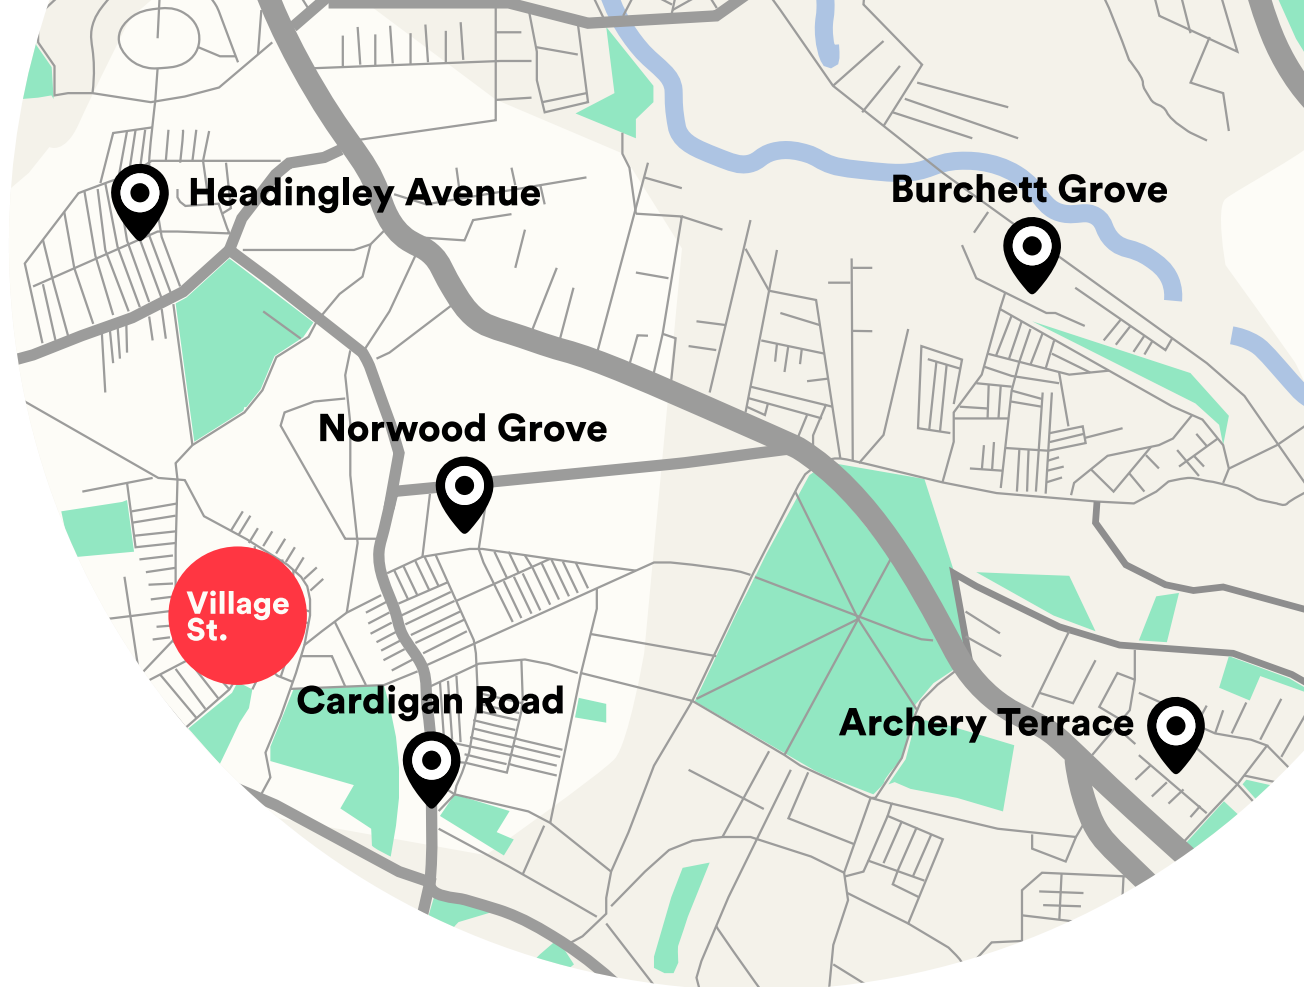 Headingley Avenue
Burchett Grove
Norwood Grove
Village
St.
Cardigan Road
Archery Terrace